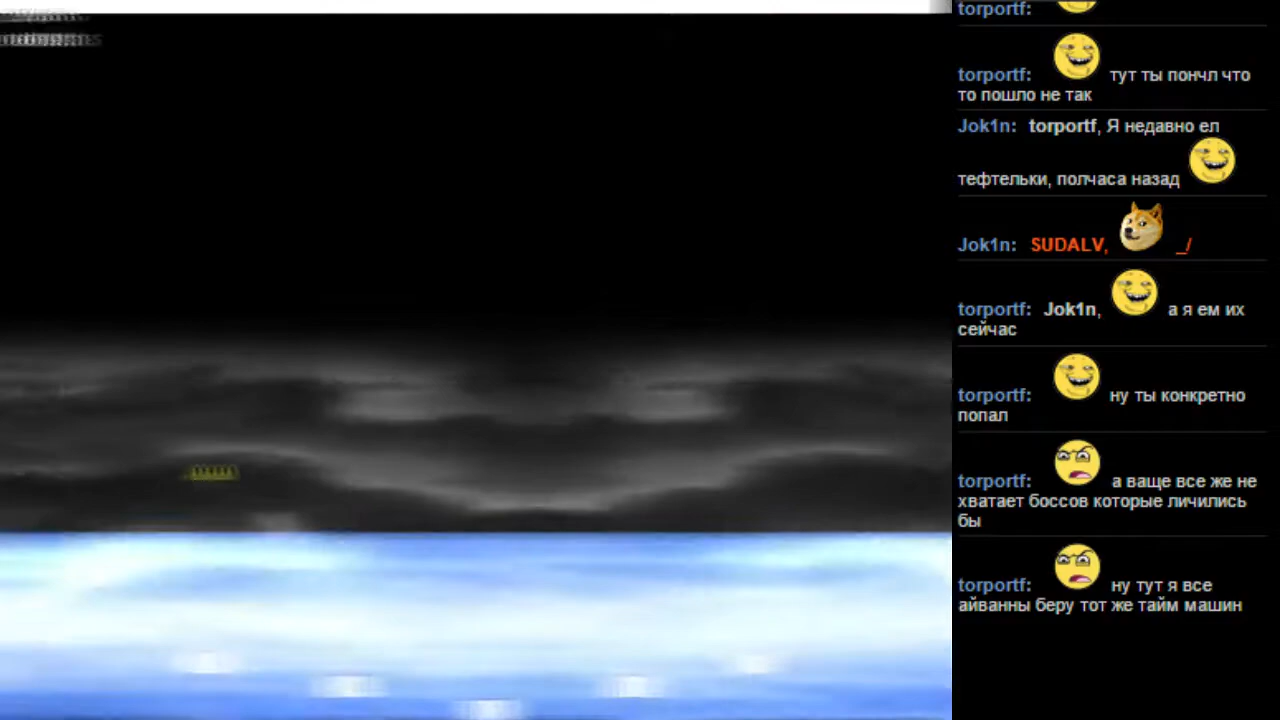 torportf:
torportf: тут ты пончл что
то пошло не так
Jok1n: torportf, Я недавно ел
тефтельки, полчаса назад
Jok1n: SUDALV, _/
torportf: Jok1n, а я ем их
сейчас
torportf: ну ты конкретно
попал
torportf: а ваще все же не
хватает боссов которые личились
бы
torportf: ну тут я все
айванны беру тот же тайм машин